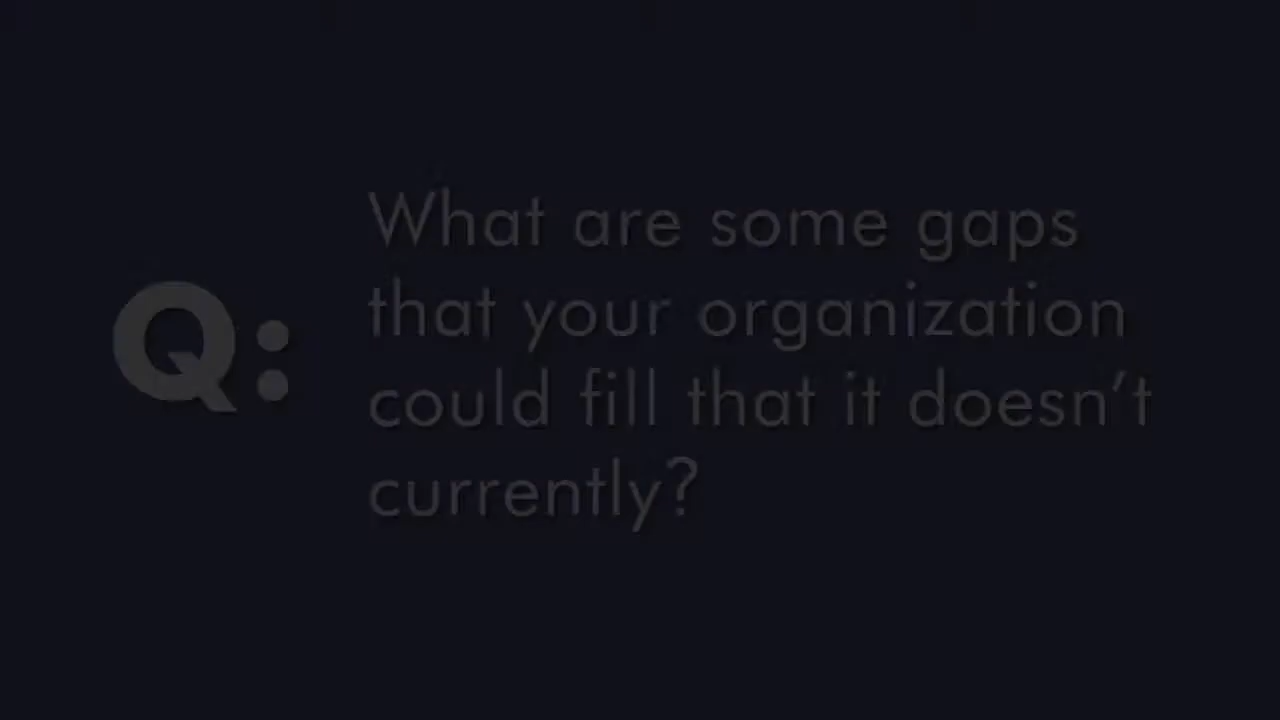 Q:
What are some gaps
that your organization
could fill that it doesn’t
currently?